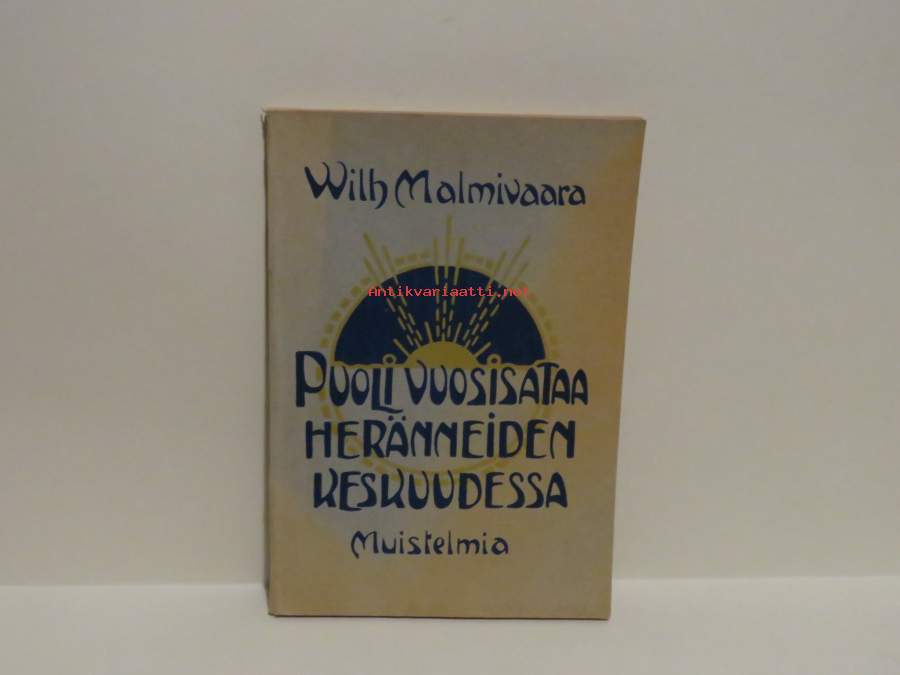 Wilh Malmivaara
Antikvariaatti.net
PUOLI VUOSISATAA
HERÄNNEIDEN
KESKUUDESSA
Muistelmia